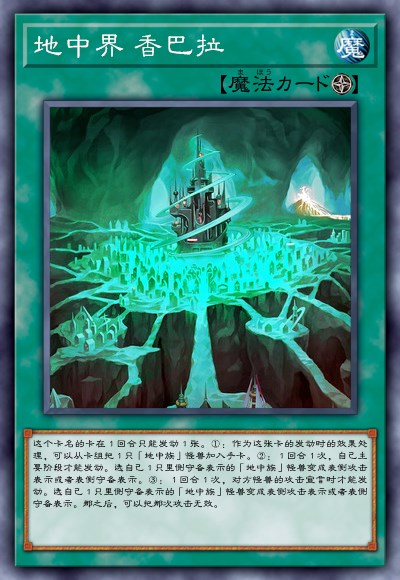 地中界 香巴拉
魔
【魔法カード】
まほう
这个卡名的卡在１回合只能发动１张。①：作为这张卡的发动时的效果处
理，可以从卡组把１只「地中族」怪兽加入手卡。②：１回合１次，自己主
要阶段才能发动。选自己１只里侧守备表示的「地中族」怪兽变成表侧攻击
表示或者表侧守备表示。③：１回合１次，对方怪兽的攻击宣言时才能发
动。选自己１只里侧守备表示的「地中族」怪兽变成表侧攻击表示或者表侧
守备表示。那之后，可以把那次攻击无效。